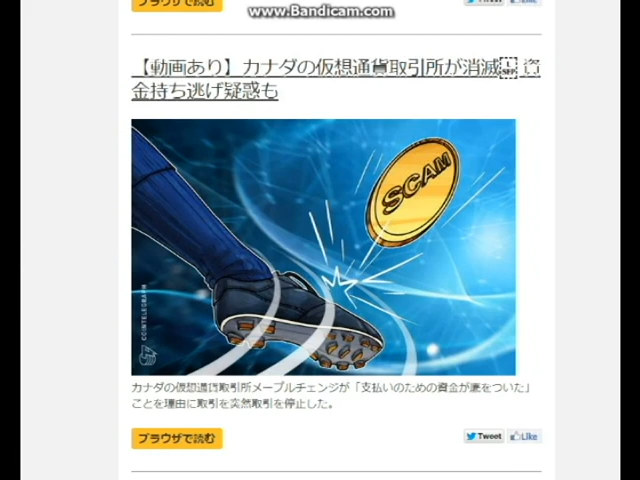 ブラウザで読む
www.Bandicam.com
Tweet
Like
【動画あり】カナダの仮想通貨取引所が消滅 資
金持ち逃げ疑惑も
SCAM
COINTELEGRAPH
カナダの仮想通貨取引所メープルチェンジが「支払いのための資金が底をついた」
ことを理由に取引を突然取引を停止した。
ブラウザで読む
Tweet
Like